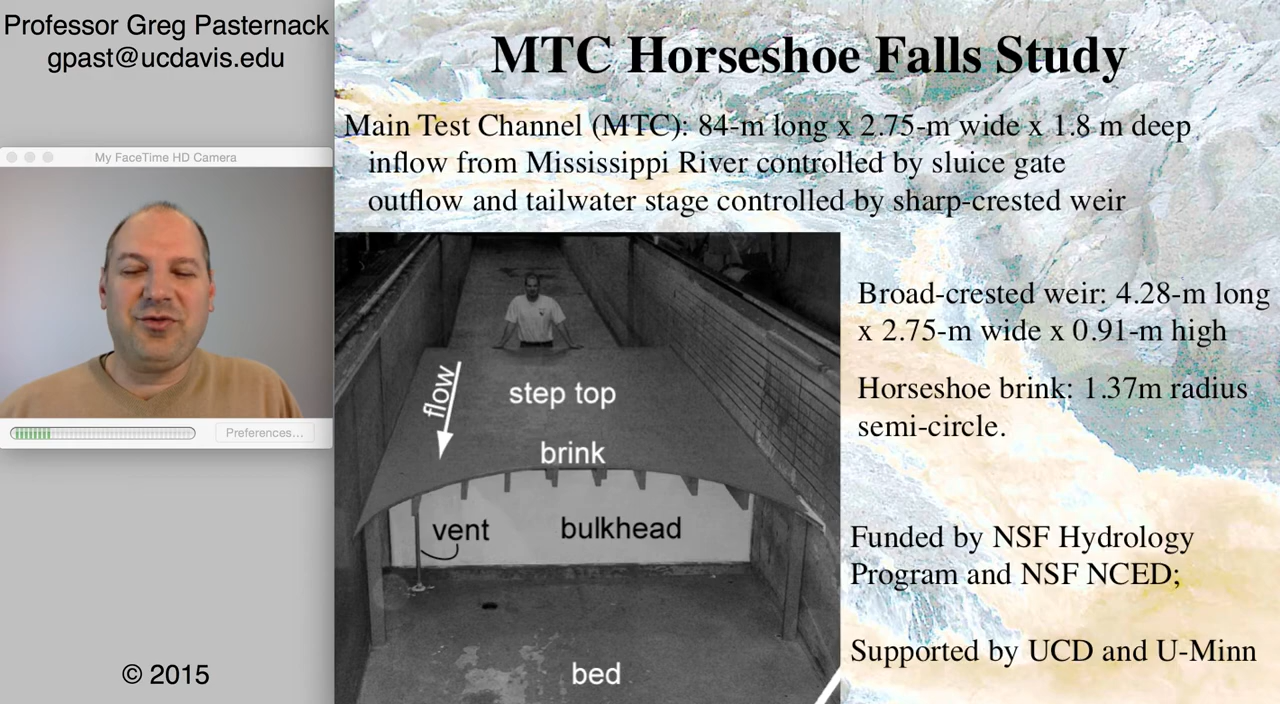 Professor Greg Pasternack
gpast@ucdavis.edu
My FaceTime HD Camera
Preferences...
© 2015
MTC Horseshoe Falls Study
Main Test Channel (MTC): 84-m long x 2.75-m wide x 1.8 m deep
inflow from Mississippi River controlled by sluice gate
outflow and tailwater stage controlled by sharp-crested weir
flow
step top
brink
vent
bulkhead
bed
Broad-crested weir: 4.28-m long
x 2.75-m wide x 0.91-m high
Horseshoe brink: 1.37m radius
semi-circle.
Funded by NSF Hydrology
Program and NSF NCED;
Supported by UCD and U-Minn